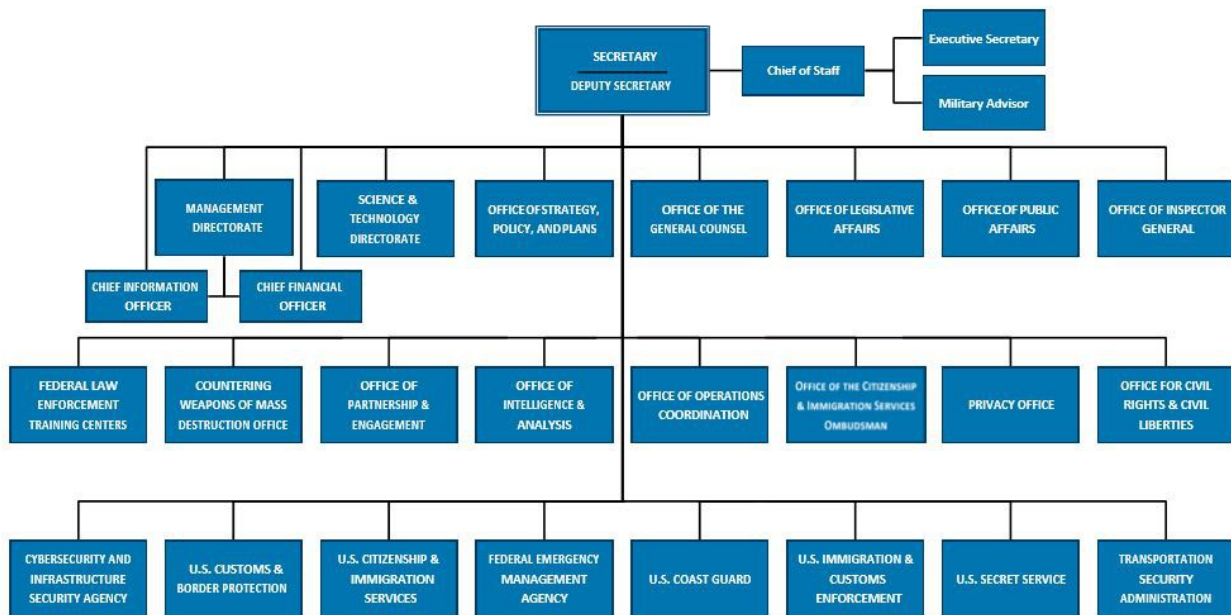 SECRETARY
DEPUTY SECRETARY
Chief of Staff
Executive Secretary
Military Advisor
MANAGEMENT
DIRECTORATE
SCIENCE &
TECHNOLOGY
DIRECTORATE
OFFICE OF STRATEGY,
POLICY, AND PLANS
OFFICE OF THE
GENERAL COUNSEL
OFFICE OF LEGISLATIVE
AFFAIRS
OFFICE OF PUBLIC
AFFAIRS
OFFICE OF INSPECTOR
GENERAL
CHIEF INFORMATION
OFFICER
CHIEF FINANCIAL
OFFICER
FEDERAL LAW
ENFORCEMENT
TRAINING CENTERS
COUNTERING
WEAPONS OF MASS
DESTRUCTION OFFICE
OFFICE OF
PARTNERSHIP &
ENGAGEMENT
OFFICE OF
INTELLIGENCE &
ANALYSIS
OFFICE OF OPERATIONS
COORDINATION
OFFICE OF THE CITIZENSHIP
& IMMIGRATION SERVICES
OMBUDSMAN
PRIVACY OFFICE
OFFICE FOR CIVIL
RIGHTS & CIVIL
LIBERTIES
CYBERSECURITY AND
INFRASTRUCTURE
SECURITY AGENCY
U.S. CUSTOMS &
BORDER PROTECTION
U.S. CITIZENSHIP &
IMMIGRATION
SERVICES
FEDERAL EMERGENCY
MANAGEMENT
AGENCY
U.S. COAST GUARD
U.S. IMMIGRATION &
CUSTOMS
ENFORCEMENT
U.S. SECRET SERVICE
TRANSPORTATION
SECURITY
ADMINISTRATION